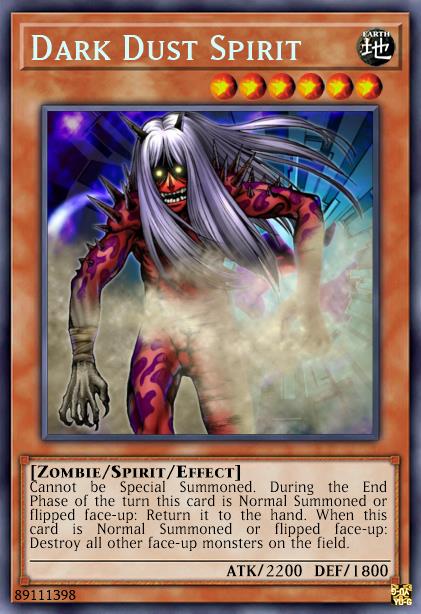 DARK DUST SPIRIT
EARTH
地
[ZOMBIE/SPIRIT/EFFECT]
Cannot be Special Summoned. During the End
Phase of the turn this card is Normal Summoned or
flipped face-up: Return it to the hand. When this
card is Normal Summoned or flipped face-up:
Destroy all other face-up monsters on the field.
ATK/2200 DEF/1800
89111398